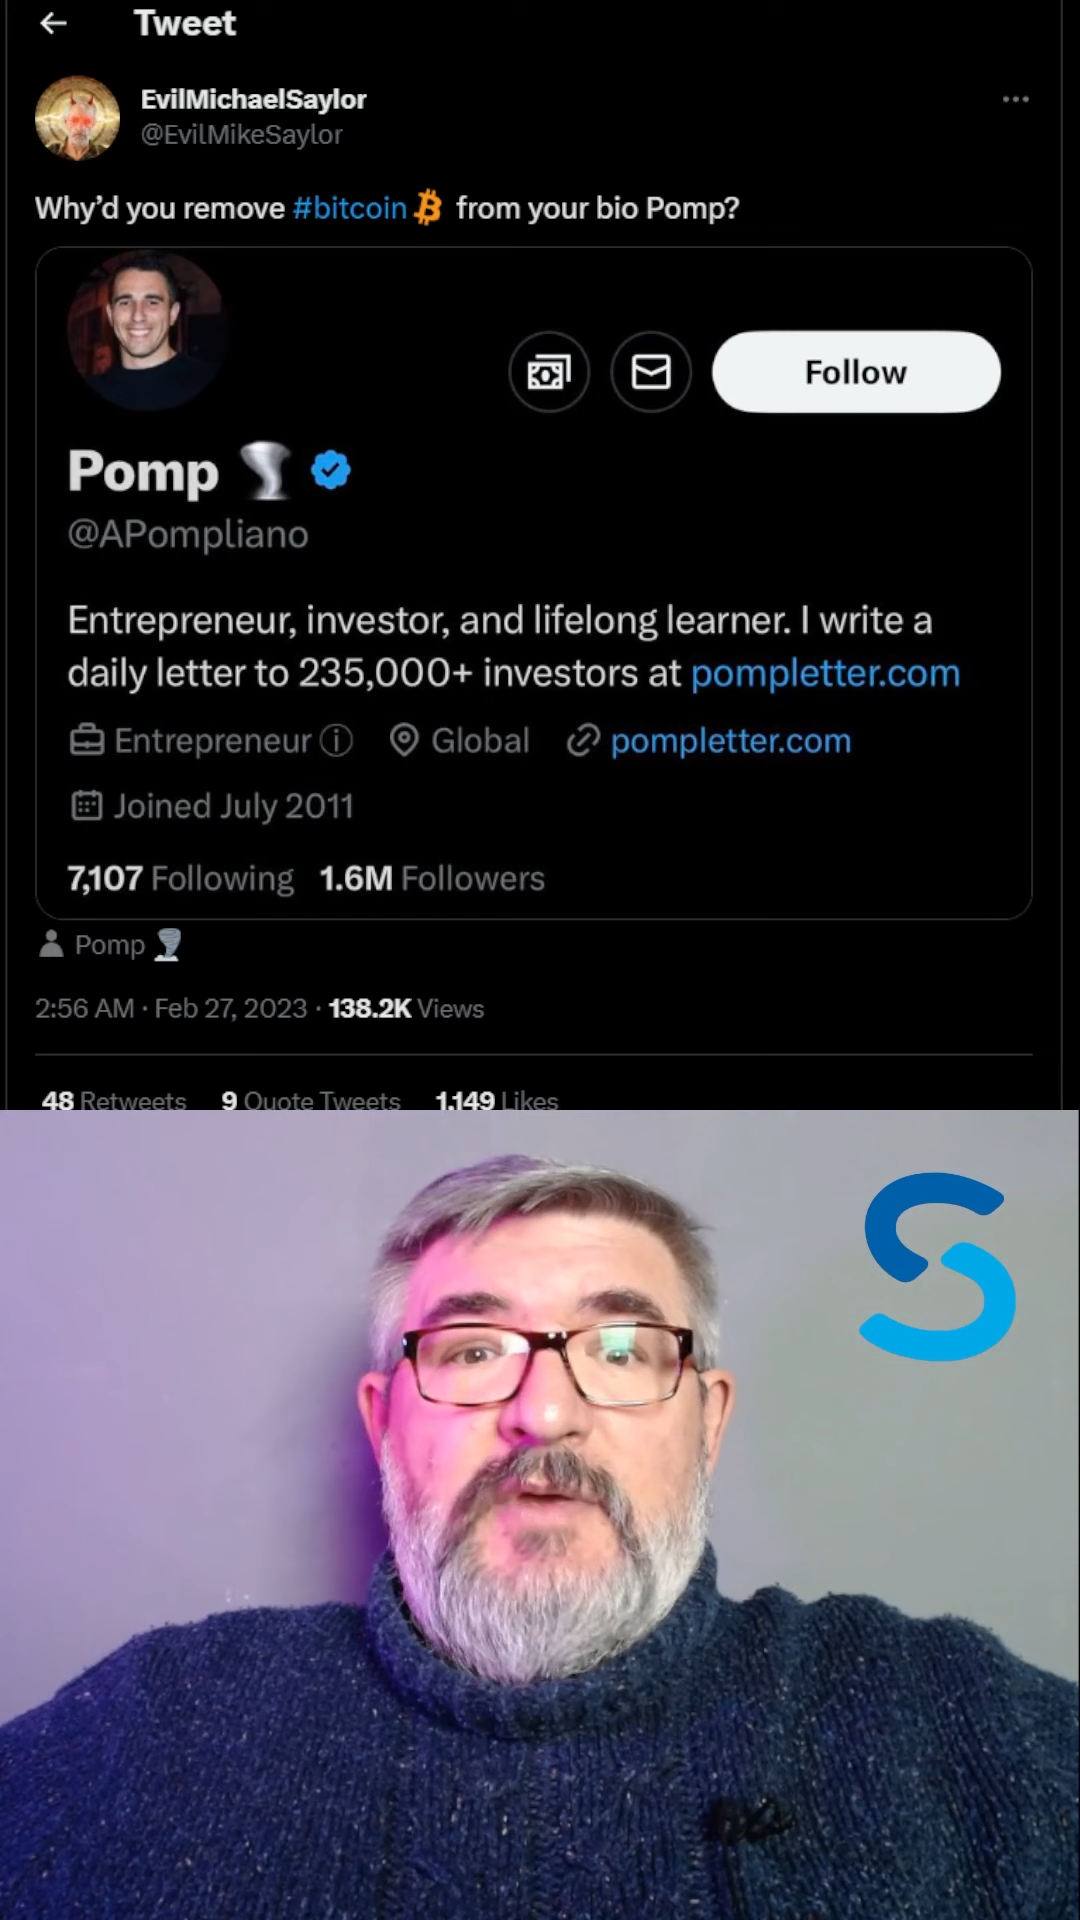 Tweet
EvilMichaelSaylor
@EvilMikeSaylor
Why'd you remove #bitcoin from your bio Pomp?
Follow
Pomp 🌪️
@APompliano
Entrepreneur, investor, and lifelong learner. I write a
daily letter to 235,000+ investors at pompletter.com
Entrepreneur Global pompletter.com
Joined July 2011
7,107 Following 1.6M Followers
Pomp 🌪️
2:56 AM · Feb 27, 2023 · 138.2K Views
48 Retweets 9 Quote Tweets 1,149 Likes